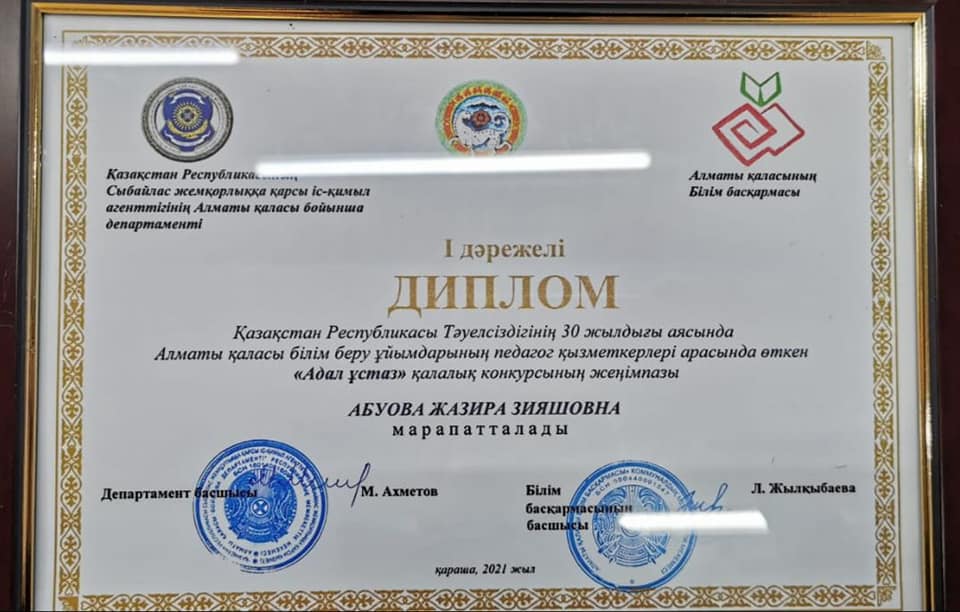 Қазақстан Республикасының
Сыбайлас жемқорлыққа қарсы іс-қимыл
агенттігінің Алматы қаласы бойынша
департаменті
Алматы қаласының
Білім басқармасы
І дәрежелі
ДИПЛОМ
Қазақстан Республикасы Тәуелсіздігінің 30 жылдығы аясында
Алматы қаласы білім беру ұйымдарының педагог қызметкерлері арасында өткен
«Адал ұстаз» қалалық конкурсының жеңімпазы
АБУОВА ЖАЗИРА ЗИЯШОВНА
марапатталады
Департамент басшысы М. Ахметов
Білім
басқармасының
басшысы
Л. Жылқыбаева
қараша, 2021 жыл